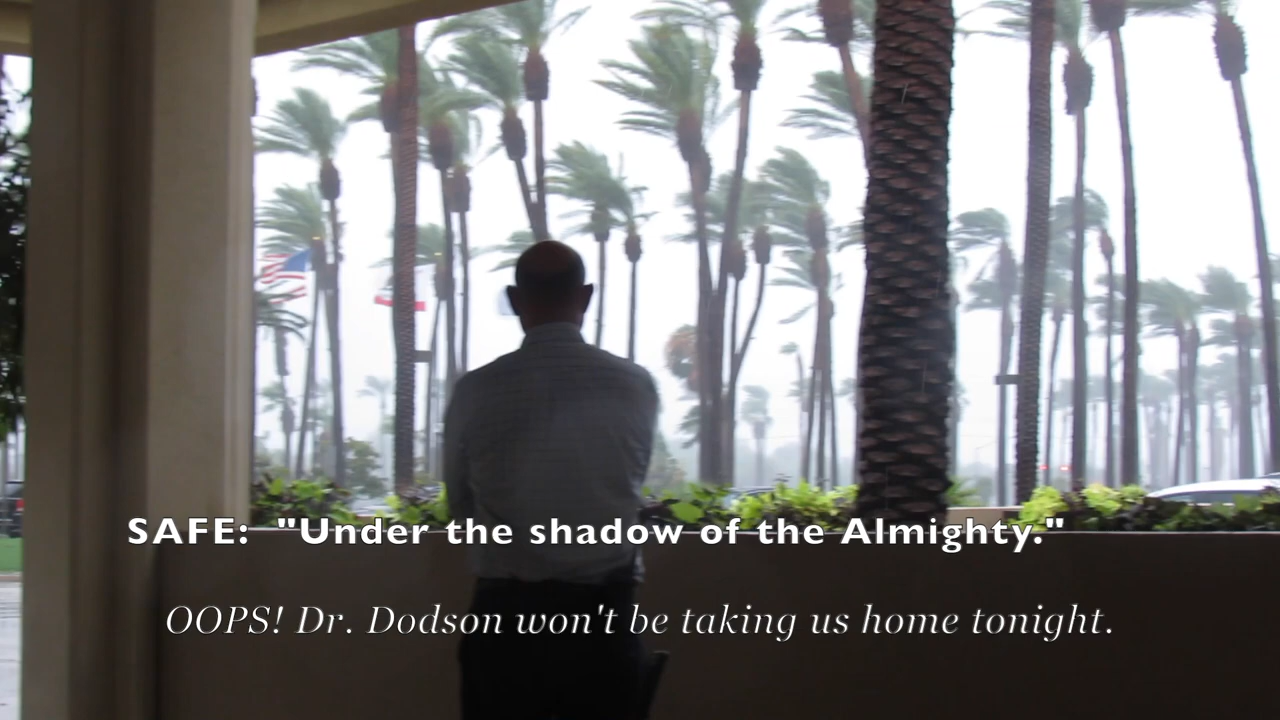 SAFE: "Under the shadow of the Almighty."
OOPS! Dr. Dodson won't be taking us home tonight.